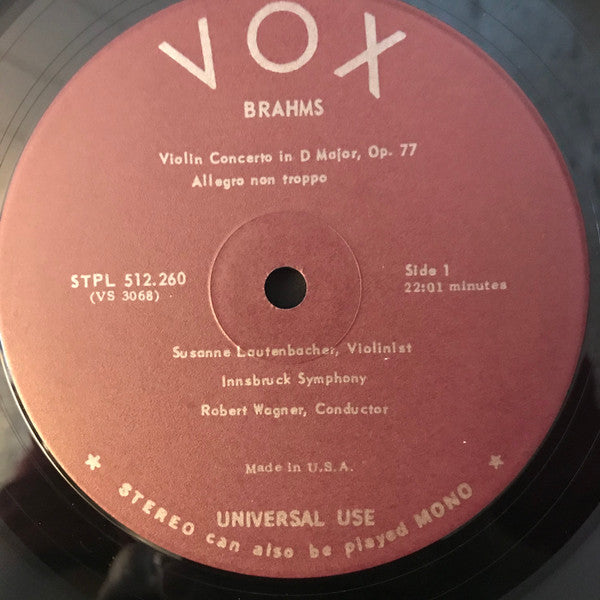 VOX
BRAHMS
Violin Concerto in D Major, Op. 77
Allegro non troppo
STPL 512.260
(VS 3068)
Side 1
22:01 minutes
Susanne Lautenbacher, Violinist
Innsbruck Symphony
Robert Wagner, Conductor
Made in U.S.A.
UNIVERSAL USE
★ STEREO can also be played MONO ★